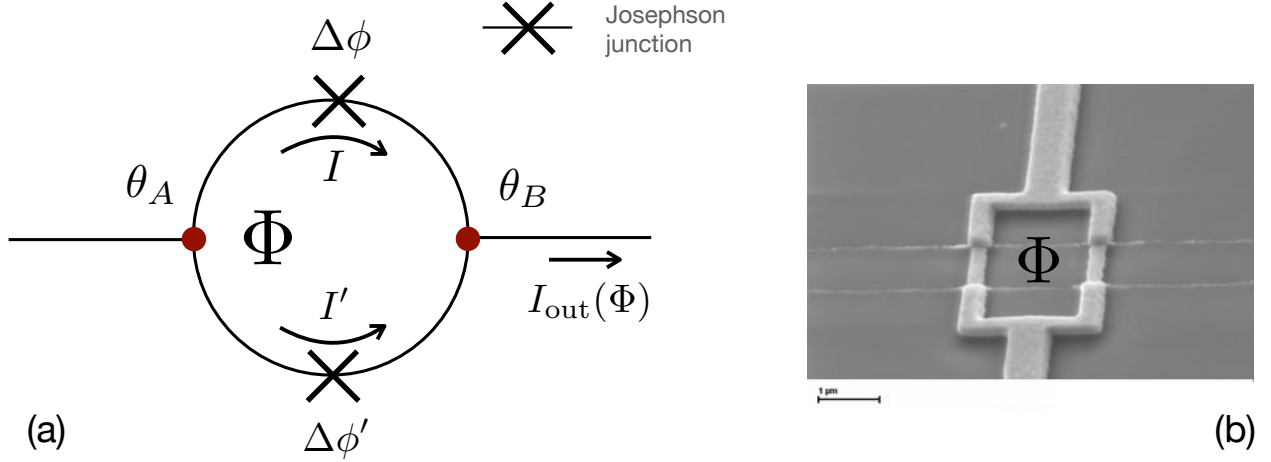 Δϕ
Josephson
junction
I
θ_A
θ_B
Φ
I_out(Φ)
I′
Δϕ′
(a)
Φ
1 μm
(b)